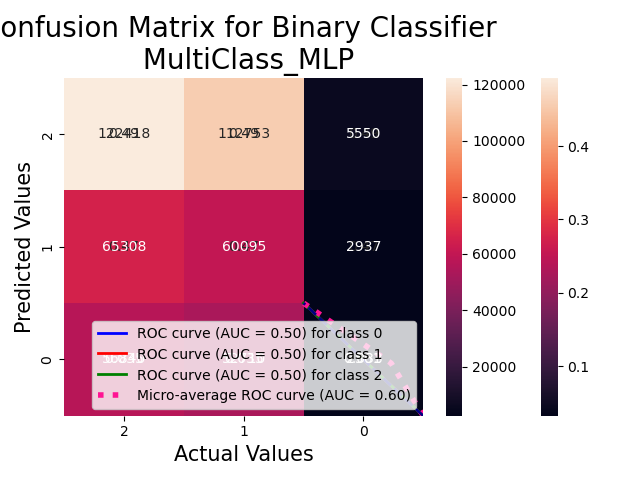 onfusion Matrix for Binary Classifier
MultiClass_MLP
120000
100000
80000
60000
40000
20000
0.4
0.3
0.2
0.1
Predicted Values
2
5550
1
65308 60095 2937
0
ROC curve (AUC = 0.50) for class 0
ROC curve (AUC = 0.50) for class 1
ROC curve (AUC = 0.50) for class 2
Micro-average ROC curve (AUC = 0.60)
2 1 0
Actual Values